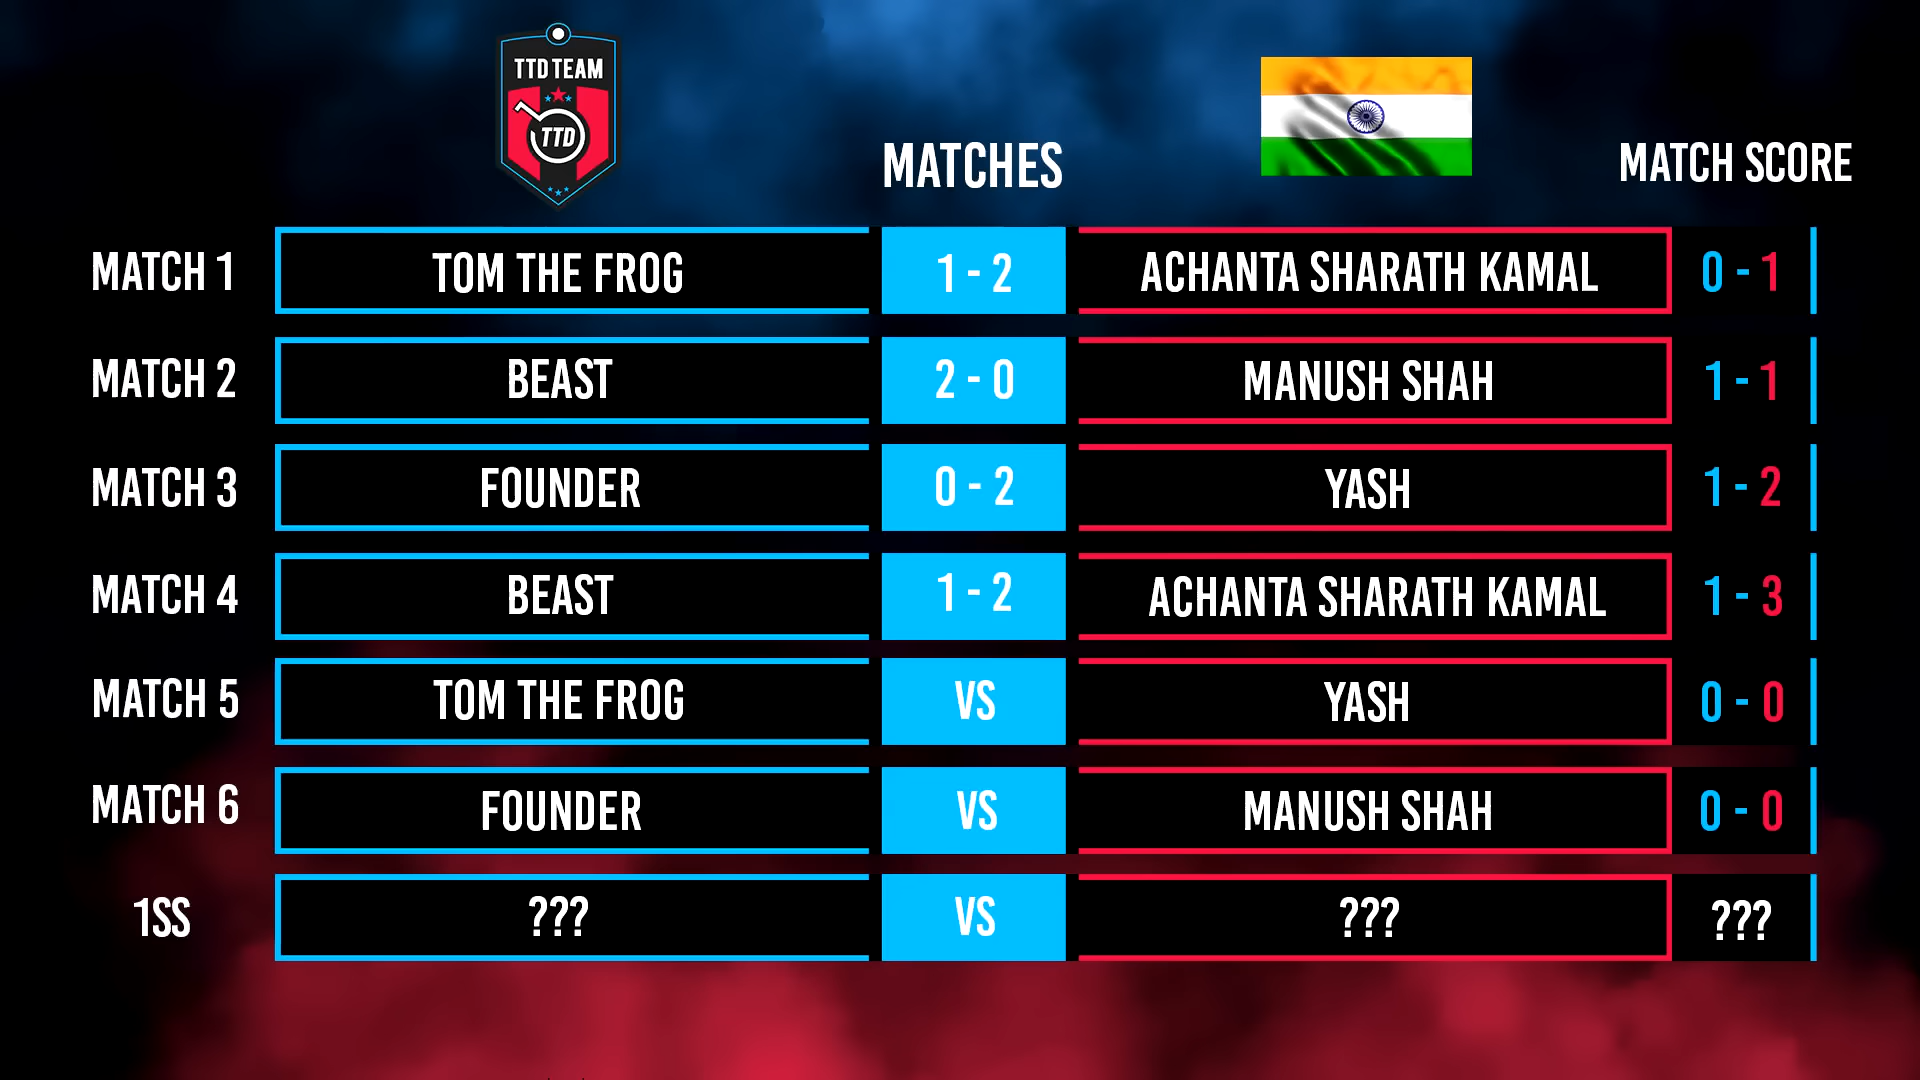 TTD TEAM
TTD
MATCHES
MATCH SCORE
MATCH 1 TOM THE FROG 1 - 2 ACHANTA SHARATH KAMAL 0 - 1
MATCH 2 BEAST 2 - 0 MANUSH SHAH 1 - 1
MATCH 3 FOUNDER 0 - 2 YASH 1 - 2
MATCH 4 BEAST 1 - 2 ACHANTA SHARATH KAMAL 1 - 3
MATCH 5 TOM THE FROG VS YASH 0 - 0
MATCH 6 FOUNDER VS MANUSH SHAH 0 - 0
1SS ??? VS ??? ???